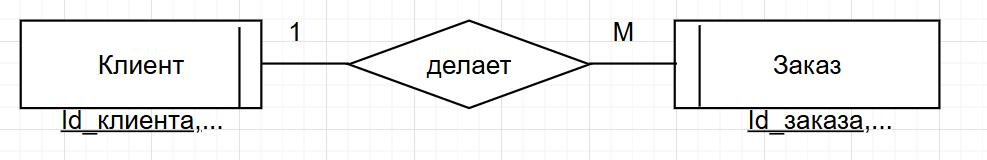 Клиент
1
делает
М
Заказ
Id_клиента,...
Id_заказа,...